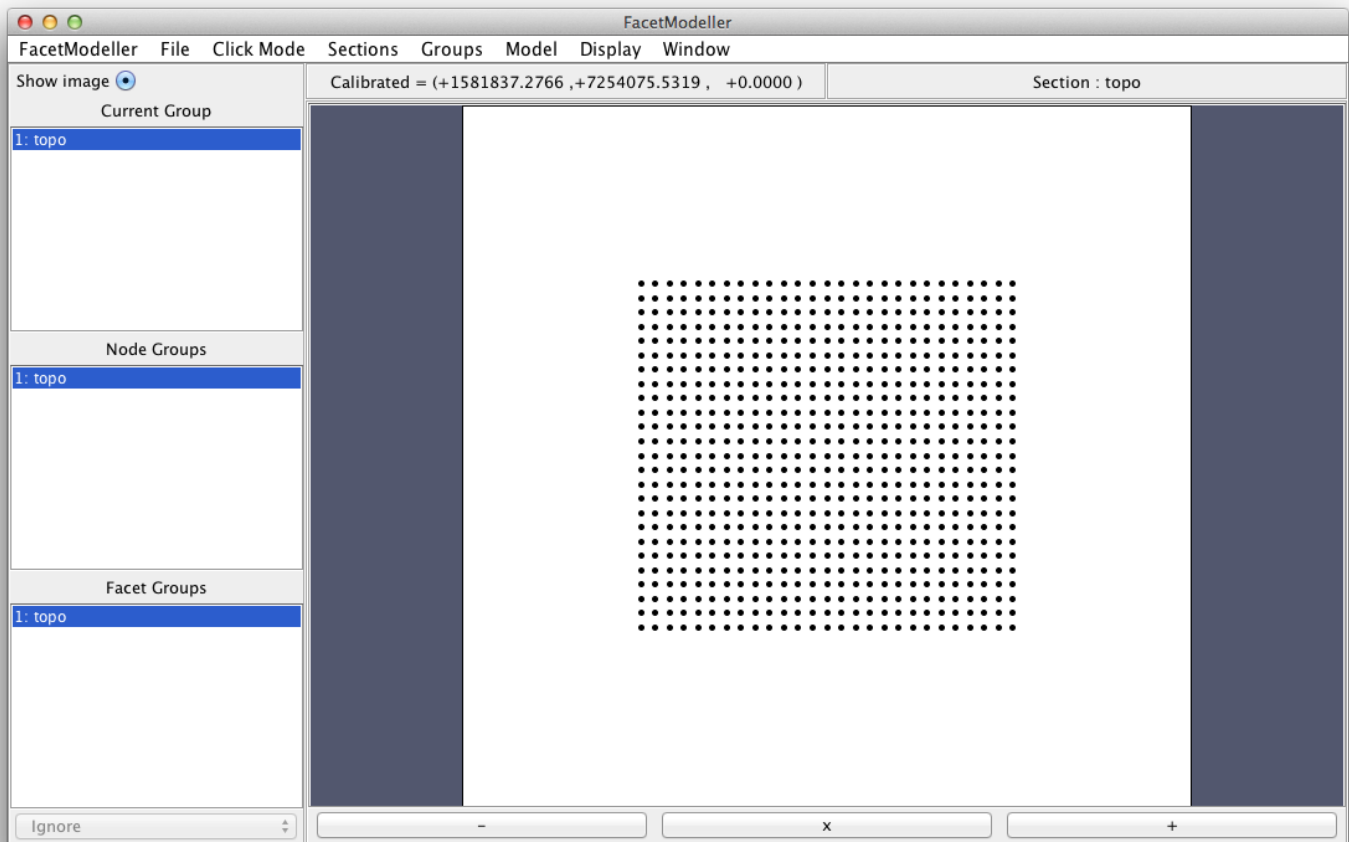 FacetModeller
FacetModeller File Click Mode Sections Groups Model Display Window
Show image
Calibrated = (+1581837.2766 ,+7254075.5319 , +0.0000 )
Section : topo
Current Group
1: topo
Node Groups
1: topo
Facet Groups
1: topo
Ignore
- x +